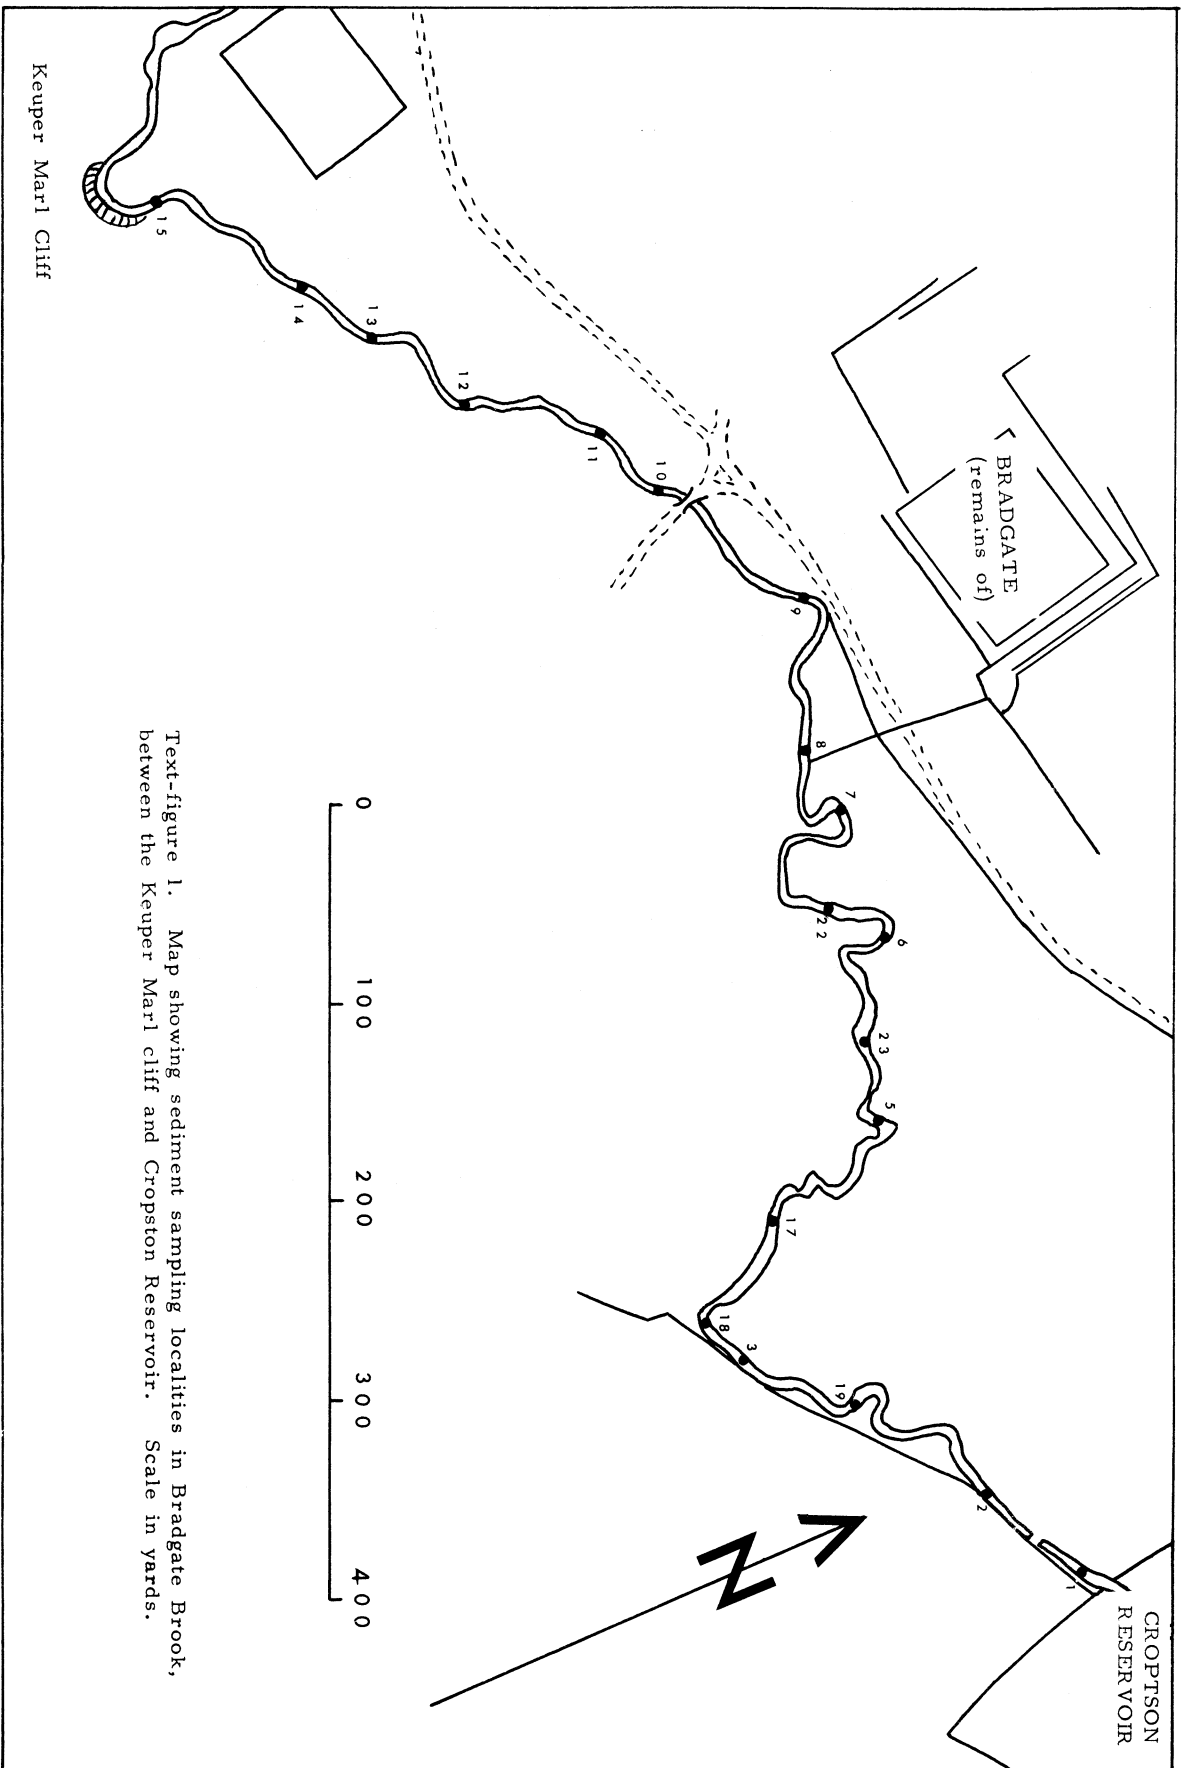 Keuper Marl Cliff
15
14
13
12
11
10
9
8
7
22
6
23
5
17
18
3
19
2
1
BRADGATE
(remains of)
CROPTSON
RESERVOIR
N
0 100 200 300 400
Text-figure 1. Map showing sediment sampling localities in Bradgate Brook,
between the Keuper Marl cliff and Cropston Reservoir. Scale in yards.